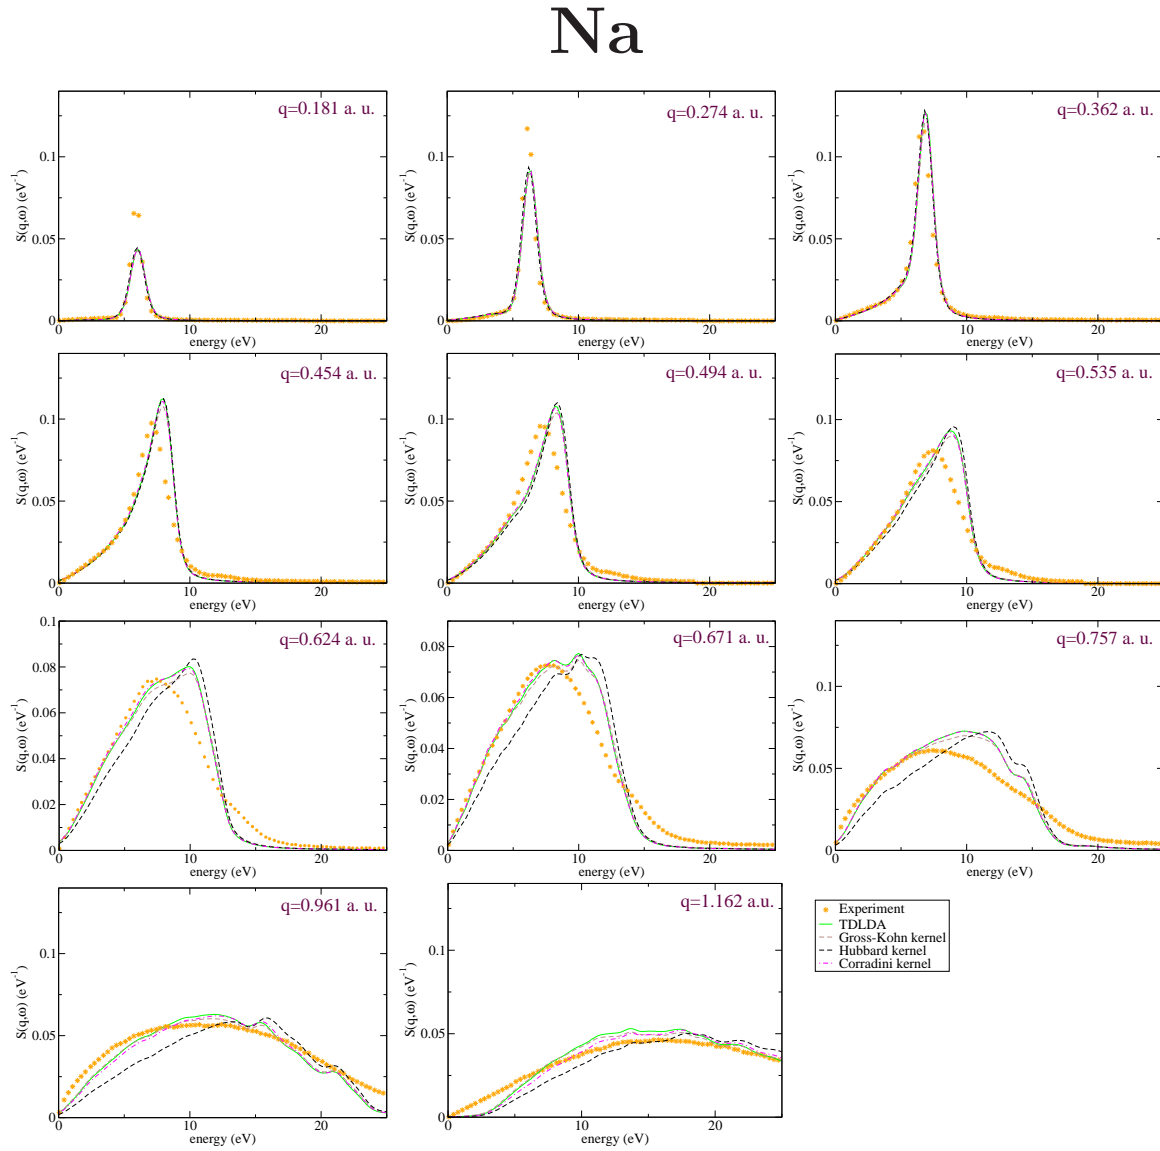 Na
q=0.181 a. u.
S(q,ω) (eV⁻¹)
0.1
0.05
0
0 10 20
energy (eV)
q=0.274 a. u.
S(q,ω) (eV⁻¹)
0.1
0.05
0
0 10 20
energy (eV)
q=0.362 a. u.
S(q,ω) (eV⁻¹)
0.1
0.05
0
0 10 20
energy (eV)
q=0.454 a. u.
S(q,ω) (eV⁻¹)
0.1
0.05
0
0 10 20
energy (eV)
q=0.494 a. u.
S(q,ω) (eV⁻¹)
0.1
0.05
0
0 10 20
energy (eV)
q=0.535 a. u.
S(q,ω) (eV⁻¹)
0.1
0.05
0
0 10 20
energy (eV)
q=0.624 a. u.
S(q,ω) (eV⁻¹)
0.1
0.08
0.06
0.04
0.02
0
0 10 20
energy (eV)
q=0.671 a. u.
S(q,ω) (eV⁻¹)
0.08
0.06
0.04
0.02
0
0 10 20
energy (eV)
q=0.757 a. u.
S(q,ω) (eV⁻¹)
0.1
0.05
0
0 10 20
energy (eV)
q=0.961 a. u.
S(q,ω) (eV⁻¹)
0.1
0.05
0
0 10 20
energy (eV)
q=1.162 a.u.
S(q,ω) (eV⁻¹)
0.1
0.05
0
0 10 20
energy (eV)
Experiment
TDLDA
Gross-Kohn kernel
Hubbard kernel
Corradini kernel